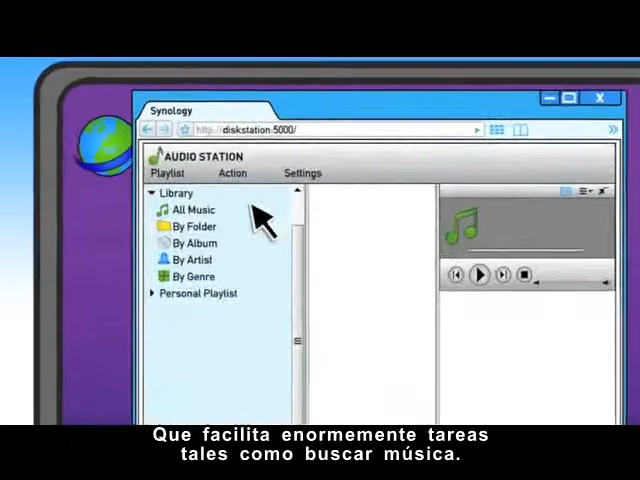 Synology
http://diskstation:5000/
AUDIO STATION
Playlist Action Settings
Library
All Music
By Folder
By Album
By Artist
By Genre
Personal Playlist
Que facilita enormemente tareas
tales como buscar música.